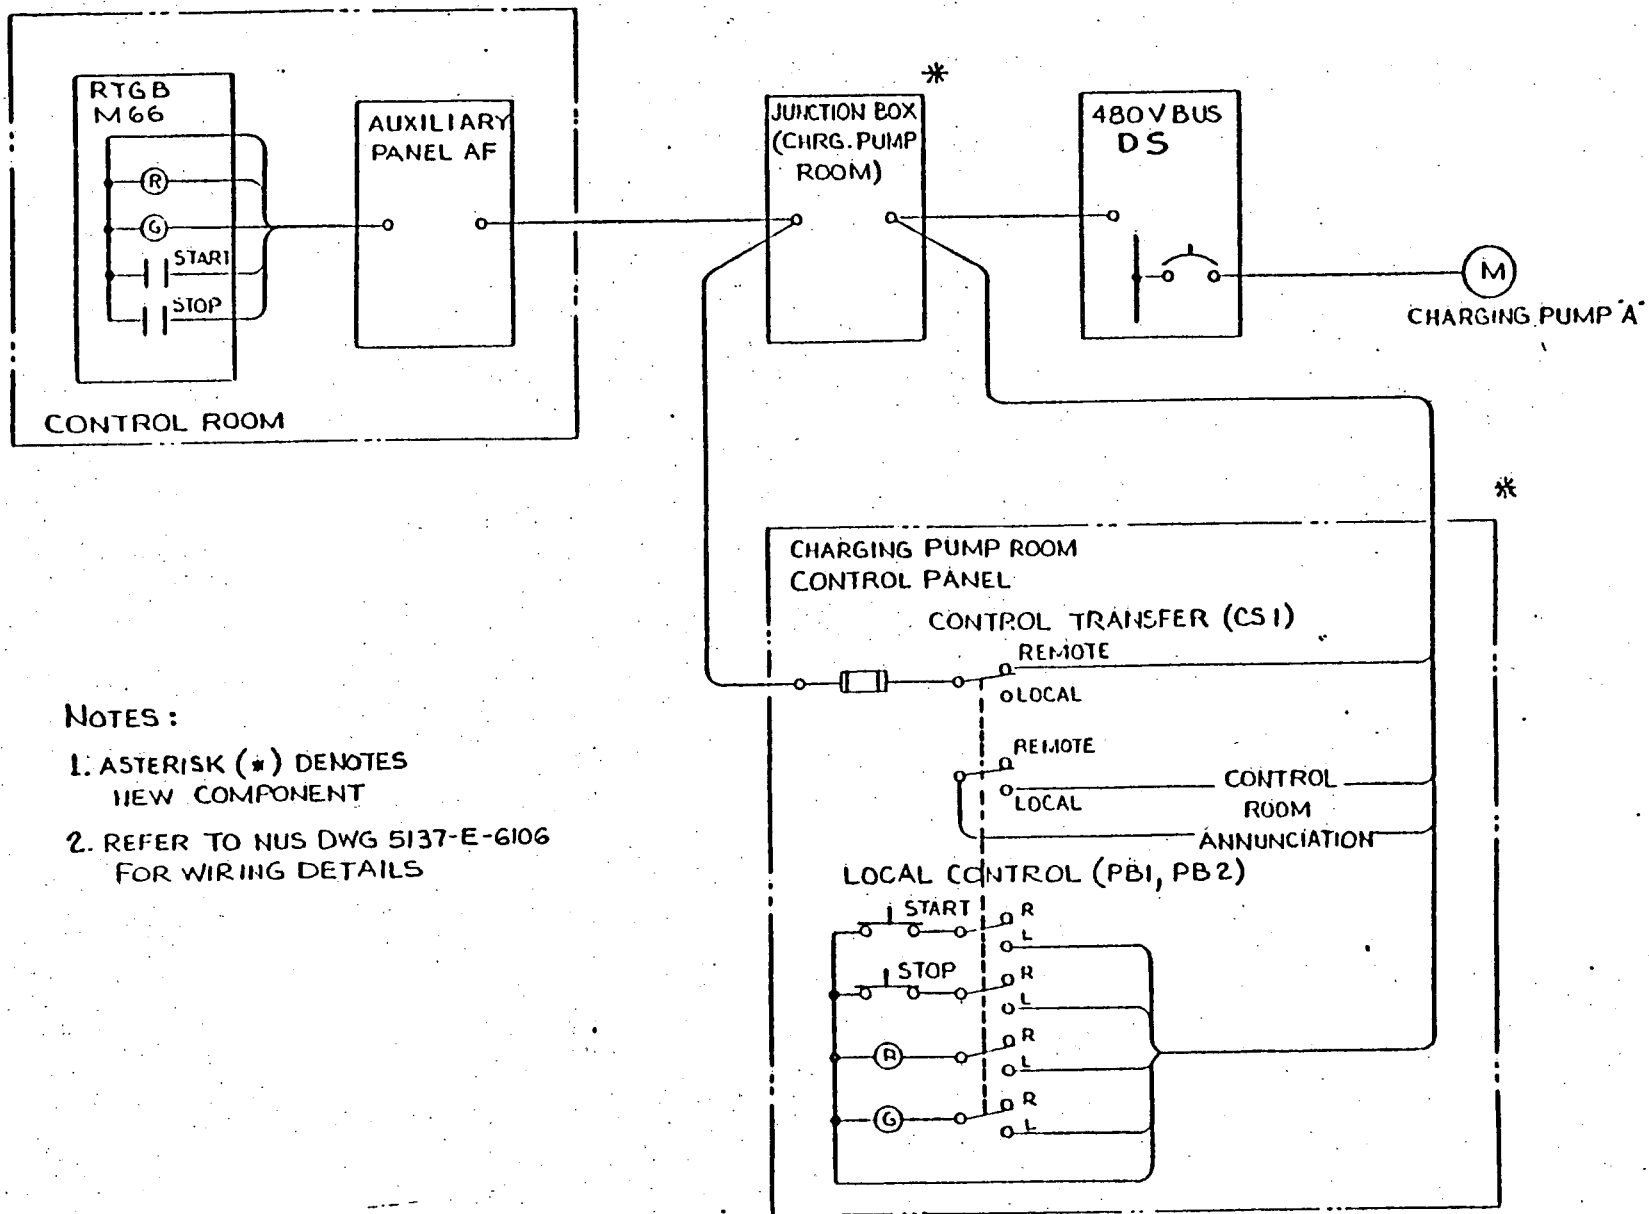 RTGB
M66
R
G
START
STOP
AUXILIARY
PANEL AF
CONTROL ROOM
*
JUNCTION BOX
(CHRG. PUMP
ROOM)
480V BUS
DS
M
CHARGING PUMP "A"
*
CHARGING PUMP ROOM
CONTROL PANEL
CONTROL TRANSFER (CS1)
REMOTE
LOCAL
REMOTE
LOCAL
CONTROL
ROOM
ANNUNCIATION
LOCAL CONTROL (PB1, PB2)
START
R
L
STOP
R
L
R
R
L
G
R
L
NOTES:
1. ASTERISK (*) DENOTES
NEW COMPONENT
2. REFER TO NUS DWG 5137-E-6106
FOR WIRING DETAILS